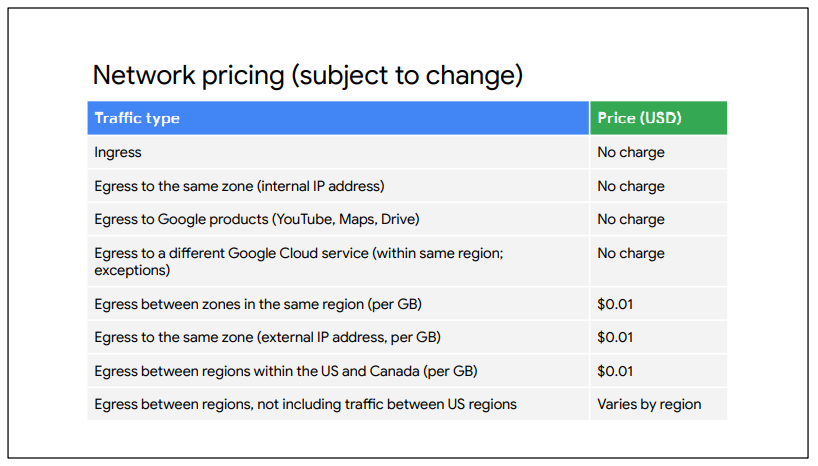 Network pricing (subject to change)
Traffic type
Price (USD)
Ingress
No charge
Egress to the same zone (internal IP address)
No charge
Egress to Google products (YouTube, Maps, Drive)
No charge
Egress to a different Google Cloud service (within same region;
exceptions)
No charge
Egress between zones in the same region (per GB)
$0.01
Egress to the same zone (external IP address, per GB)
$0.01
Egress between regions within the US and Canada (per GB)
$0.01
Egress between regions, not including traffic between US regions
Varies by region